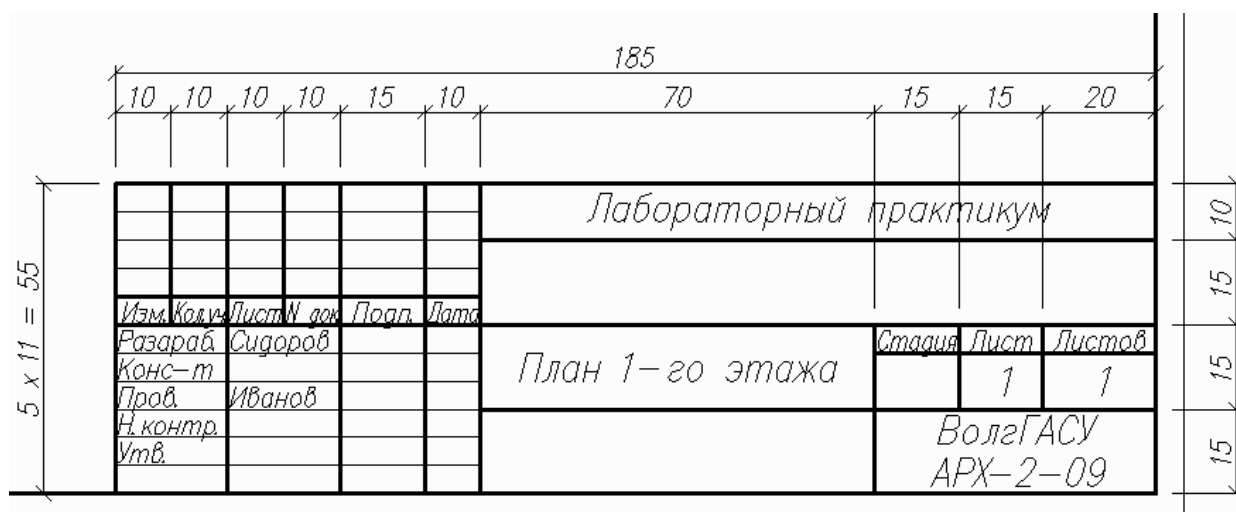 185
10 10 10 10 15 10 70 15 15 20
Лабораторный практикум
10
15
5 x 11 = 55
Изм. Кол.уч Лист N док. Подп. Дата
Разараб. Сидоров
Конс-т
Пров. Иванов
Н.контр.
Утв.
План 1-го этажа
Стадия Лист Листов
1 1
15
ВолгГАСУ
АРХ-2-09
15